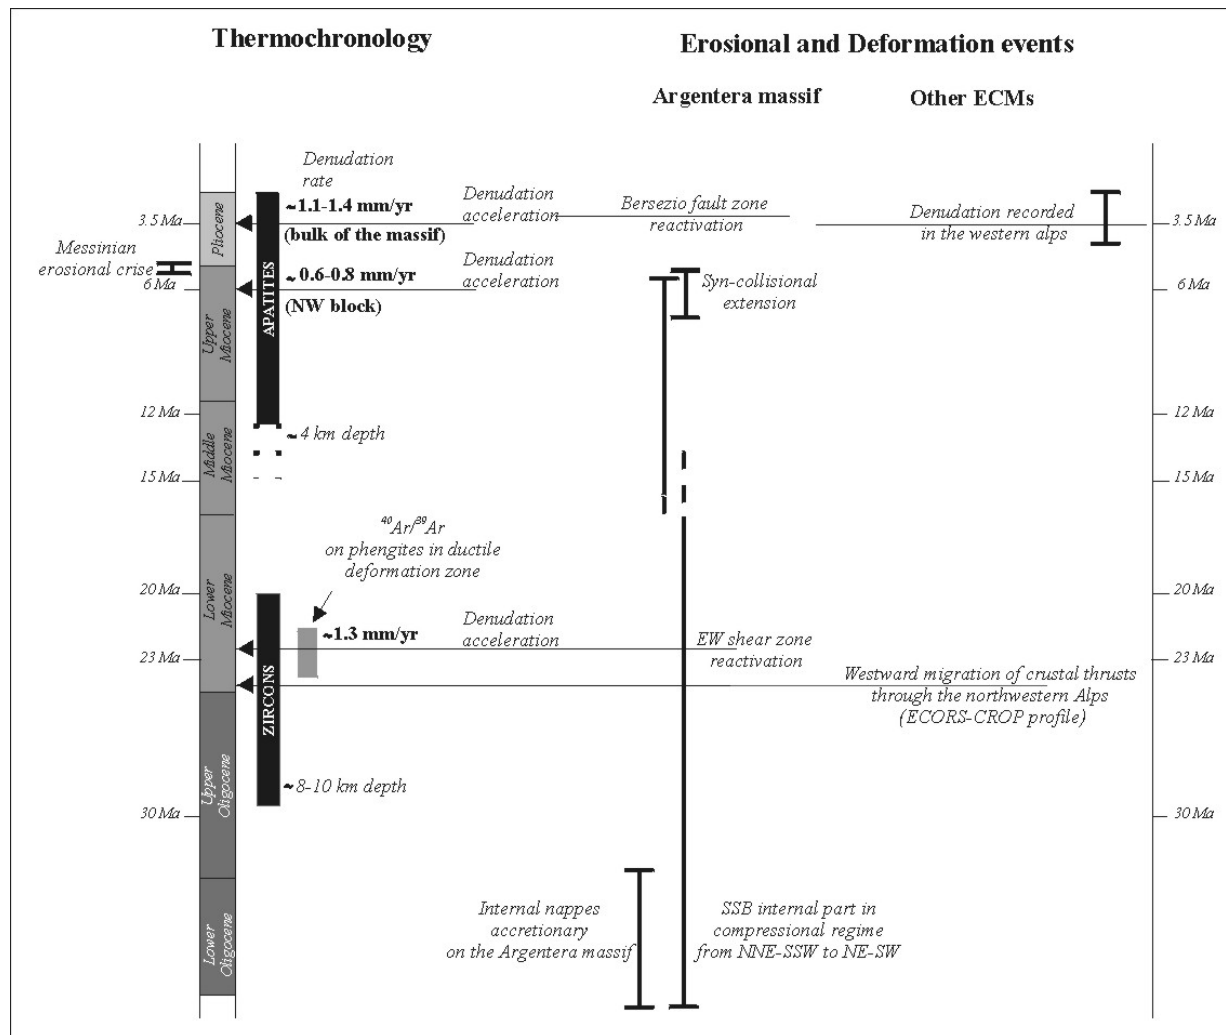 Thermochronology
Erosional and Deformation events
Argentera massif
Other ECMs
Denudation
rate
~1.1-1.4 mm/yr
(bulk of the massif)
Denudation
acceleration
Bersezio fault zone
reactivation
Denudation recorded
in the western alps
3.5 Ma
3.5 Ma
Pliocene
Messinian
erosional crise
6 Ma
~0.6-0.8 mm/yr
(NW block)
Denudation
acceleration
Syn-collisional
extension
6 Ma
APATITES
Upper
Miocene
12 Ma
~4 km depth
12 Ma
Middle
Miocene
15 Ma
15 Ma
40Ar/39Ar
on phengites in ductile
deformation zone
20 Ma
20 Ma
Lower
Miocene
~1.3 mm/yr
Denudation
acceleration
EW shear zone
reactivation
23 Ma
23 Ma
Westward migration of crustal thrusts
through the northwestern Alps
(ECORS-CROP profile)
ZIRCONS
Upper
Oligocene
~8-10 km depth
30 Ma
30 Ma
Lower
Oligocene
Internal nappes
accretionary
on the Argentera massif
SSB internal part in
compressional regime
from NNE-SSW to NE-SW